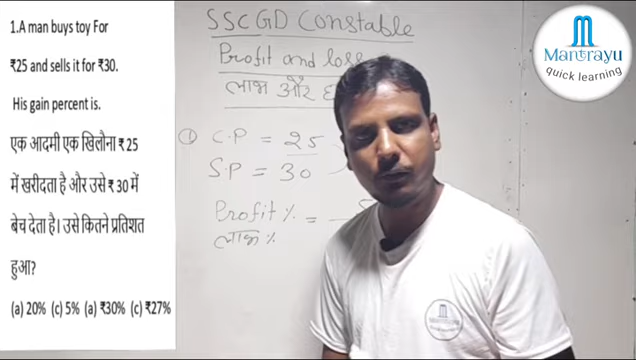 1.A man buys toy For
₹25 and sells it for ₹30.
His gain percent is.
एक आदमी एक खिलौना ₹ 25
में खरीदता है और उसे ₹ 30 में
बेच देता है। उसे कितने प्रतिशत
हुआ?
(a) 20% (c) 5% (a) ₹30% (c) ₹27%
SSC GD Constable
Profit and loss
लाभ और
① C.P = 25
S.P = 30
Profit % =
लाभ %
Mantrayu
quick learning